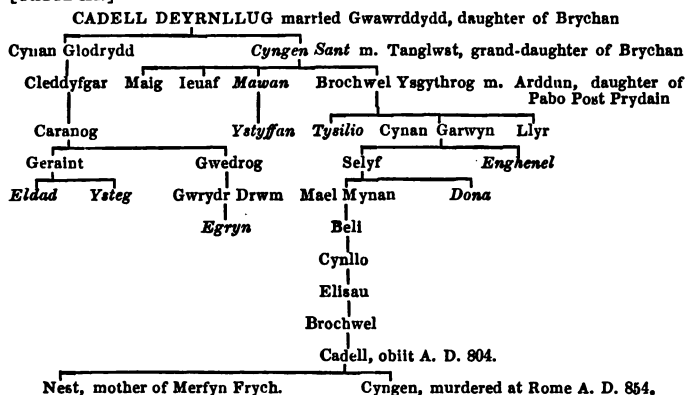 CADELL DEYRNLLUG married Gwawrddydd, daughter of Brychan
Cynan Glodrydd Cyngen Sant m. Tanglwst, grand-daughter of Brychan
Cleddyfgar Maig Ieuaf Mawan Brochwel Ysgythrog m. Arddun, daughter of
Pabo Post Prydain
Caranog Ystyffan Tysilio Cynan Garwyn Llyr
Geraint Gwedrog Selyf Enghenel
Eldad Ysteg Gwrydr Drwm Mael Mynan Dona
Egryn Beli
Cynllo
Elisau
Brochwel
Cadell, obiit A. D. 804.
Nest, mother of Merfyn Frych. Cyngen, murdered at Rome A. D. 854,